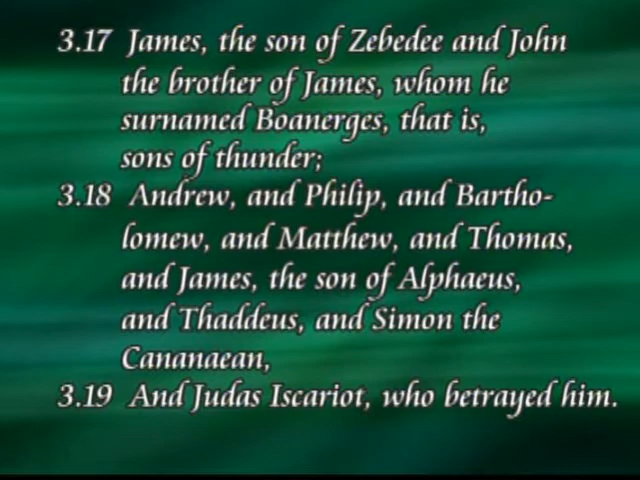 3.17 James, the son of Zebedee and John
the brother of James, whom he
surnamed Boanerges, that is,
sons of thunder;
3.18 Andrew, and Philip, and Bartho-
lomew, and Matthew, and Thomas,
and James, the son of Alphaeus,
and Thaddeus, and Simon the
Cananaean,
3.19 And Judas Iscariot, who betrayed him.